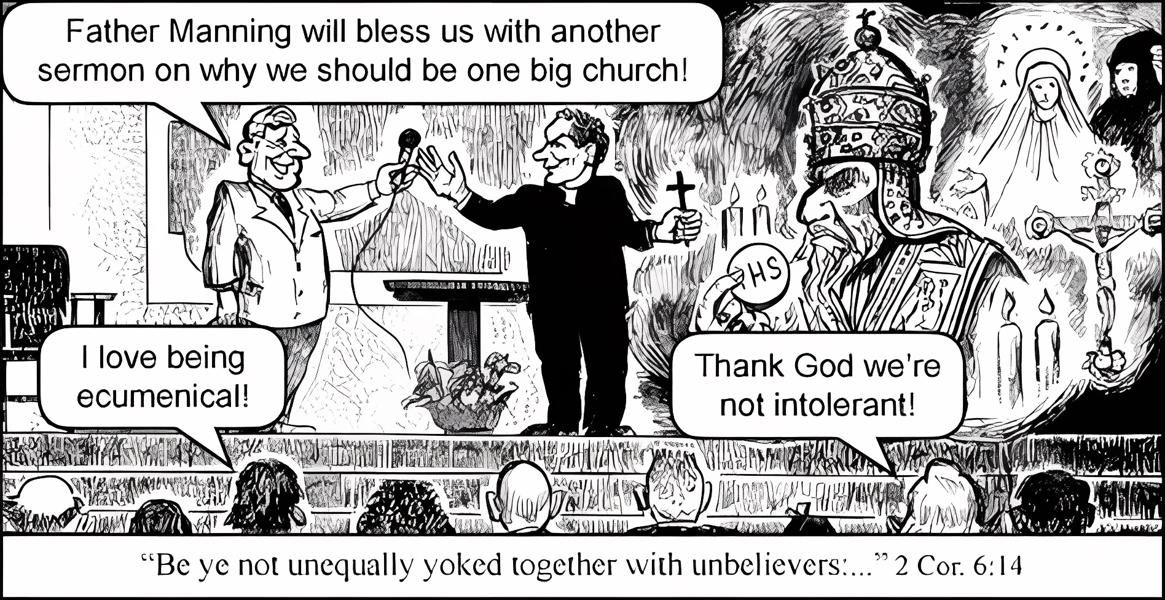 Father Manning will bless us with another
sermon on why we should be one big church!
IHS
I love being
ecumenical!
Thank God we're
not intolerant!
“Be ye not unequally yoked together with unbelievers:...” 2 Cor. 6:14